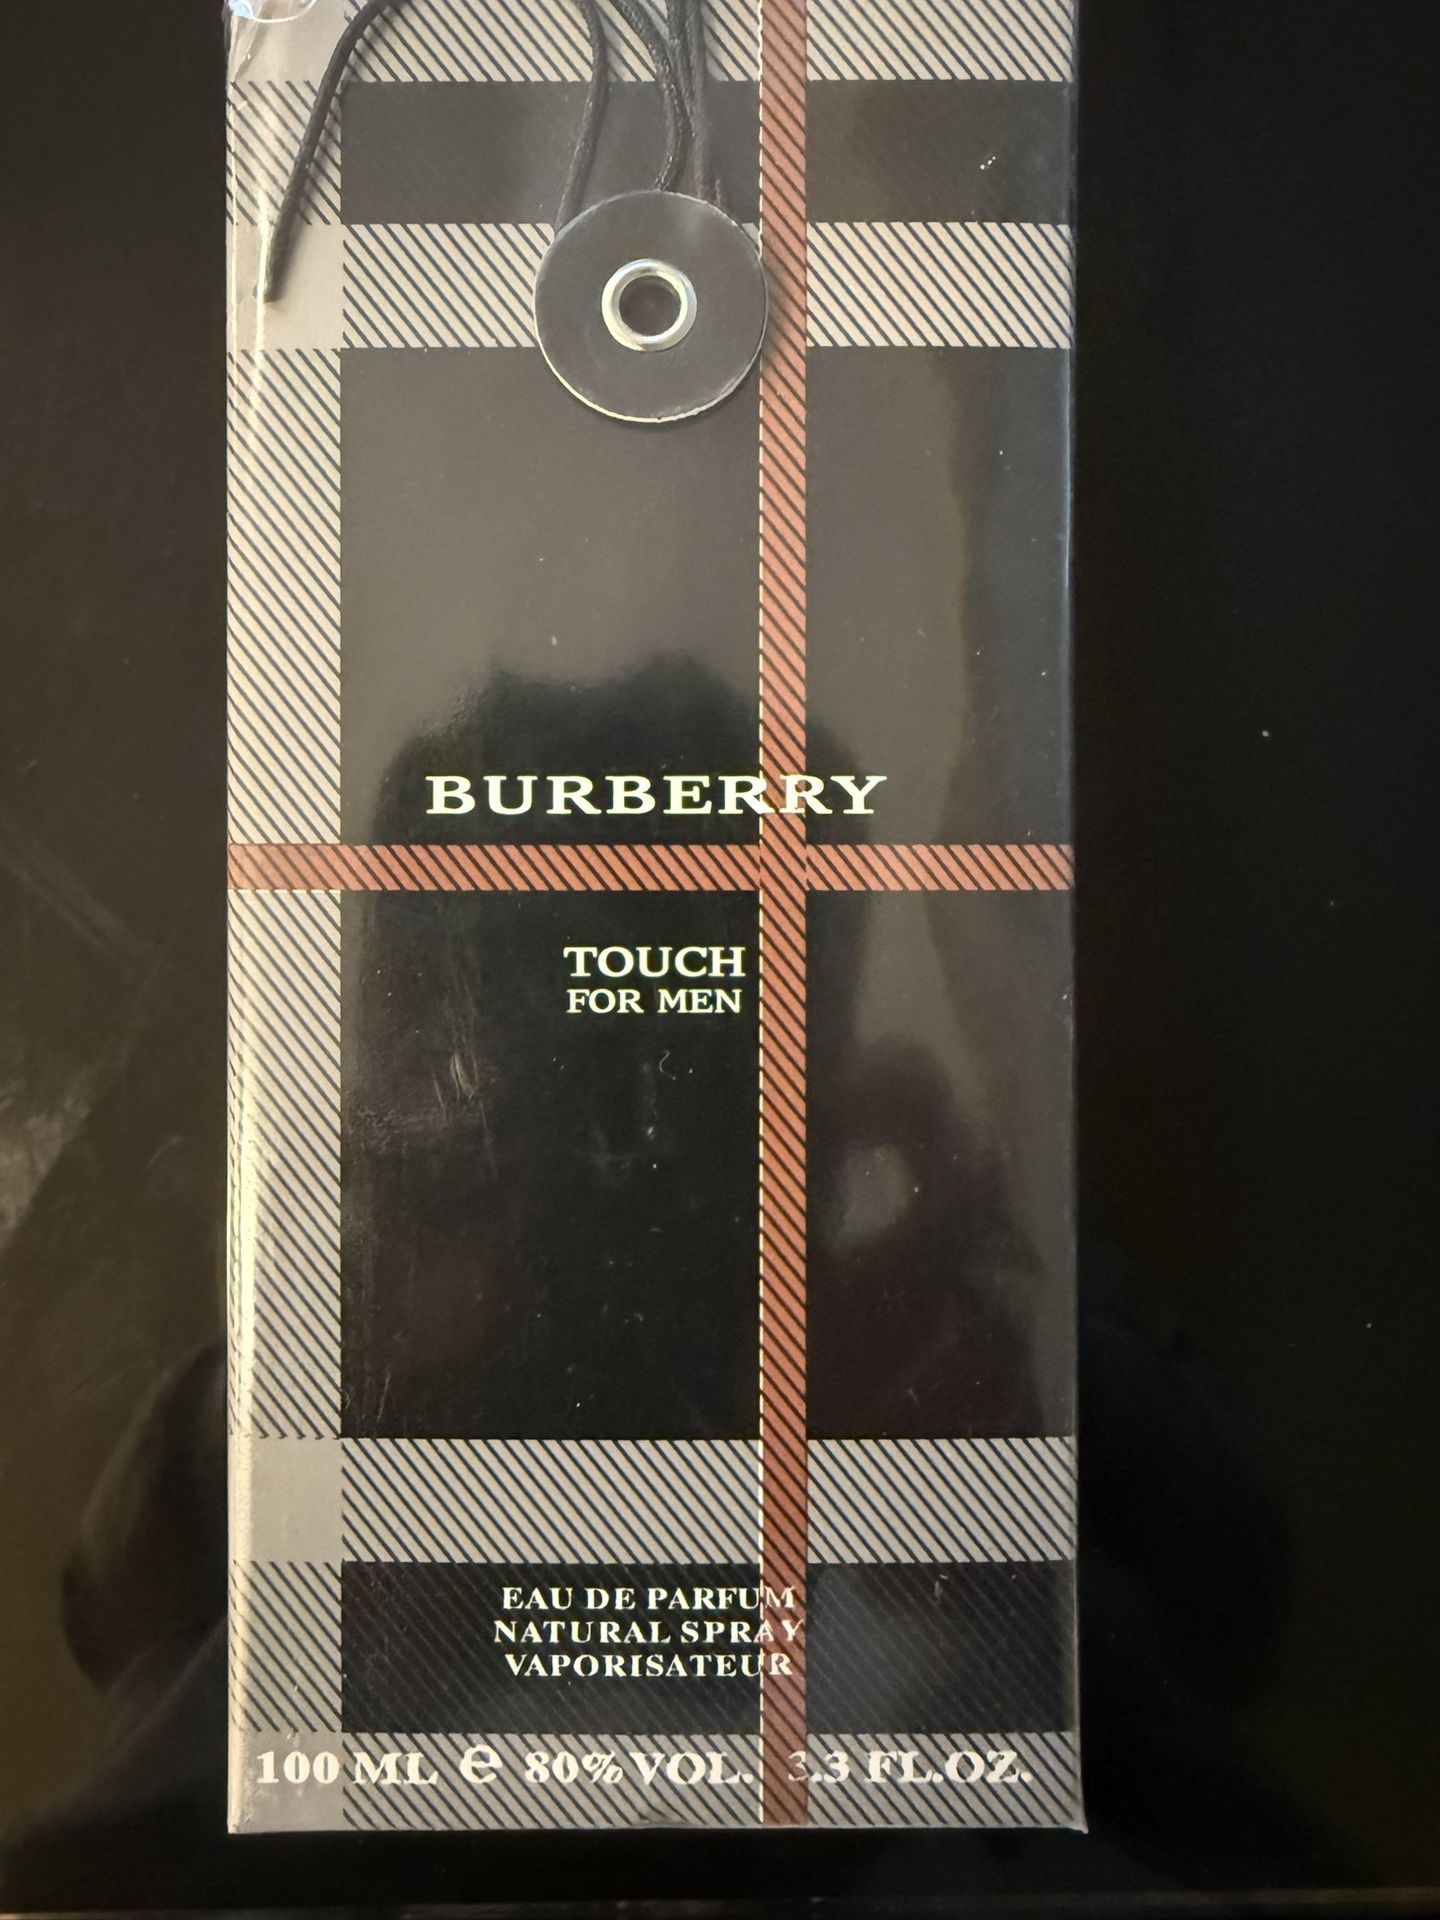 BURBERRY
TOUCH
FOR MEN
EAU DE PARFUM
NATURAL SPRAY
VAPORISATEUR
100 ML e 80% VOL. 3.3 FL.OZ.